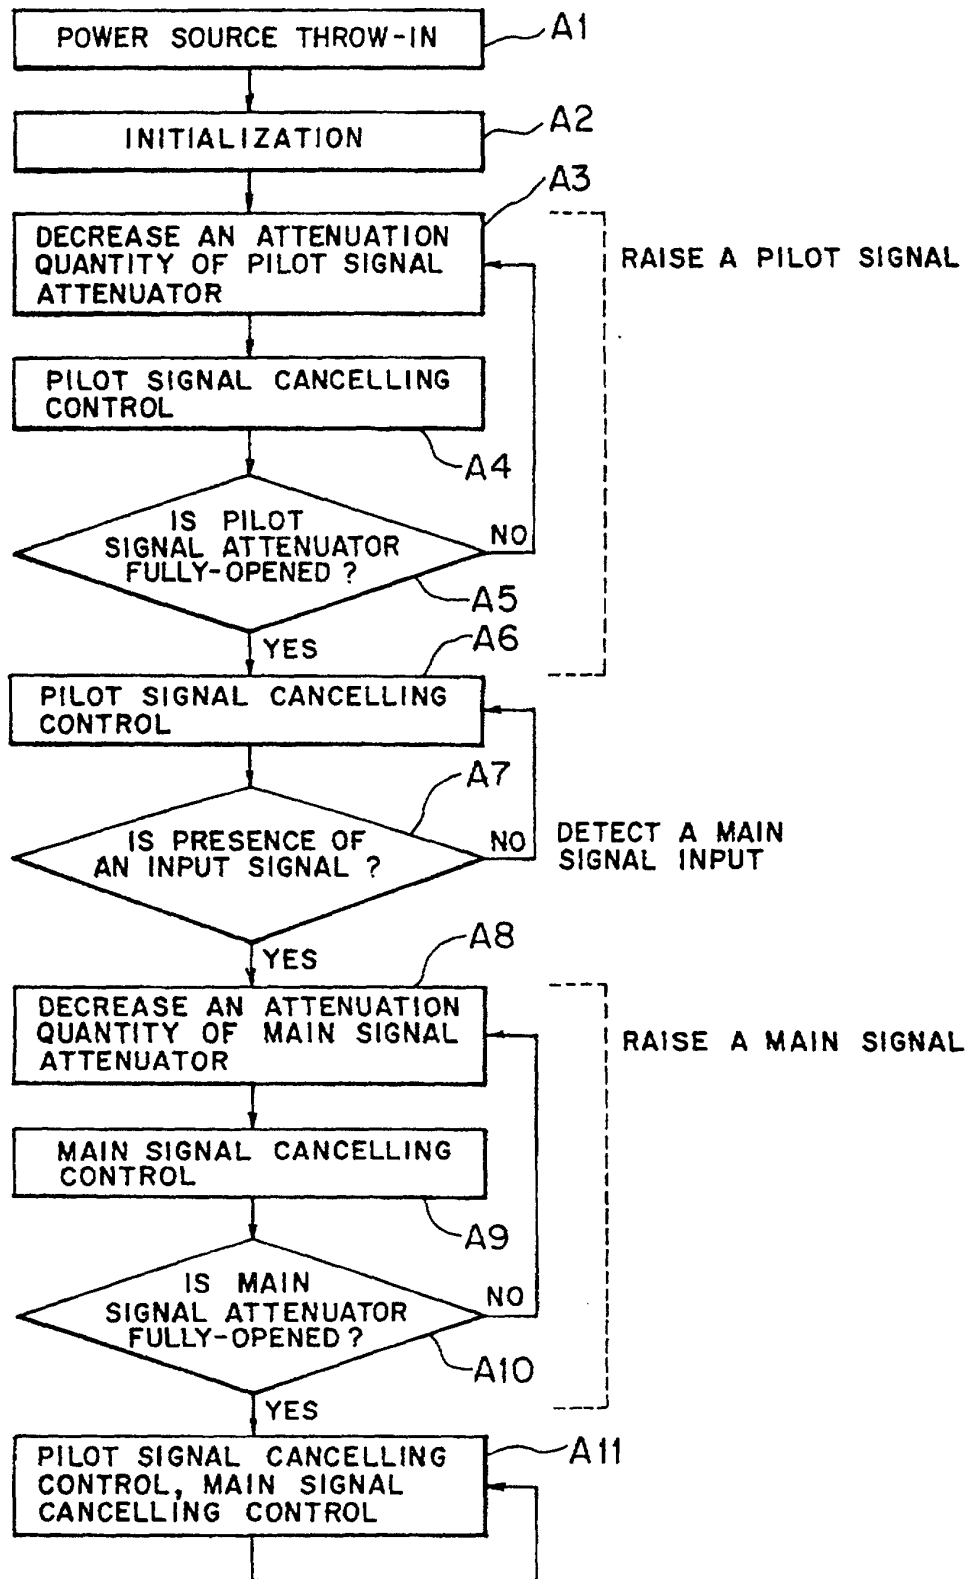 POWER SOURCE THROW-IN
A1
INITIALIZATION
A2
A3
DECREASE AN ATTENUATION
QUANTITY OF PILOT SIGNAL
ATTENUATOR
RAISE A PILOT SIGNAL
PILOT SIGNAL CANCELLING
CONTROL
A4
IS PILOT
SIGNAL ATTENUATOR
FULLY-OPENED ?
NO
A5
YES
A6
PILOT SIGNAL CANCELLING
CONTROL
A7
IS PRESENCE OF
AN INPUT SIGNAL ?
NO
DETECT A MAIN
SIGNAL INPUT
YES
A8
DECREASE AN ATTENUATION
QUANTITY OF MAIN SIGNAL
ATTENUATOR
RAISE A MAIN SIGNAL
MAIN SIGNAL CANCELLING
CONTROL
A9
IS MAIN
SIGNAL ATTENUATOR
FULLY-OPENED ?
NO
A10
YES
PILOT SIGNAL CANCELLING
CONTROL, MAIN SIGNAL
CANCELLING CONTROL
A11